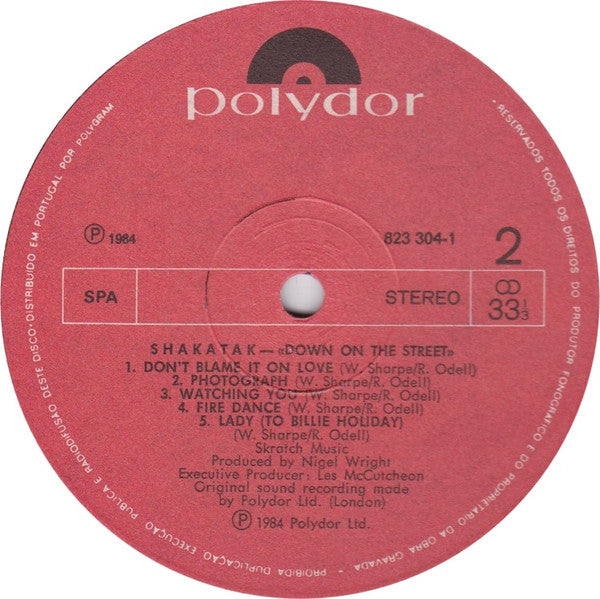 polydor
℗ 1984
823 304-1
2
SPA
STEREO
33 1/3
SHAKATAK — «DOWN ON THE STREET»
1. DON'T BLAME IT ON LOVE (W. Sharpe/R. Odell)
2. PHOTOGRAPH (W. Sharpe/R. Odell)
3. WATCHING YOU (W. Sharpe/R. Odell)
4. FIRE DANCE (W. Sharpe/R. Odell)
5. LADY (TO BILLIE HOLIDAY)
(W. Sharpe/R. Odell)
Skratch Music
Produced by Nigel Wright
Executive Producer: Les McCutcheon
Original sound recording made
by Polydor Ltd. (London)
℗ 1984 Polydor Ltd.
- RESERVADOS TODOS OS DIREITOS DO PRODUTOR FONOGRÁFICO E DO PROPRIETÁRIO DA OBRA GRAVADA - PROIBIDA DUPLICAÇÃO EXECUÇÃO PÚBLICA E RADIODIFUSÃO DESTE DISCO · DISTRIBUIDO EM PORTUGAL POR POLYGRAM